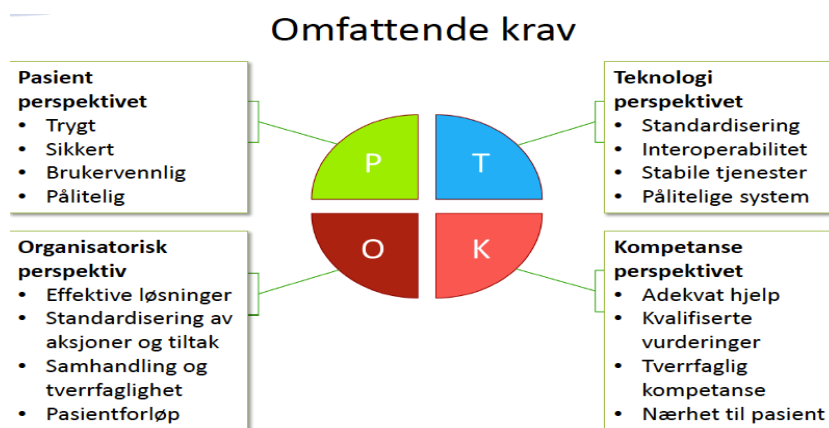 Omfattende krav
Pasient
perspektivet
• Trygt
• Sikkert
• Brukervennlig
• Pålitelig
Teknologi
perspektivet
• Standardisering
• Interoperabilitet
• Stabile tjenester
• Pålitelige system
P
T
O
K
Organisatorisk
perspektiv
• Effektive løsninger
• Standardisering av
aksjoner og tiltak
• Samhandling og
tverrfaglighet
• Pasientforløp
Kompetanse
perspektivet
• Adekvat hjelp
• Kvalifiserte
vurderinger
• Tverrfaglig
kompetanse
• Nærhet til pasient